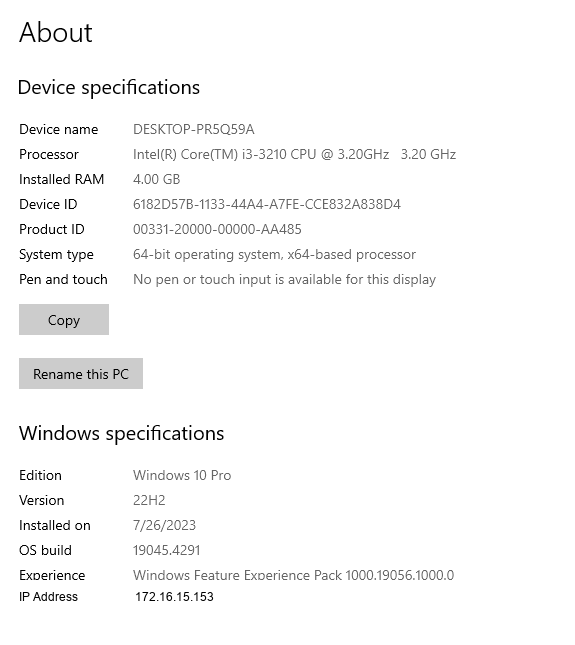 About
Device specifications
Device name DESKTOP-PR5Q59A
Processor Intel(R) Core(TM) i3-3210 CPU @ 3.20GHz 3.20 GHz
Installed RAM 4.00 GB
Device ID 6182D57B-1133-44A4-A7FE-CCE832A838D4
Product ID 00331-20000-00000-AA485
System type 64-bit operating system, x64-based processor
Pen and touch No pen or touch input is available for this display
Copy
Rename this PC
Windows specifications
Edition Windows 10 Pro
Version 22H2
Installed on 7/26/2023
OS build 19045.4291
Experience Windows Feature Experience Pack 1000.19056.1000.0
IP Address 172.16.15.153